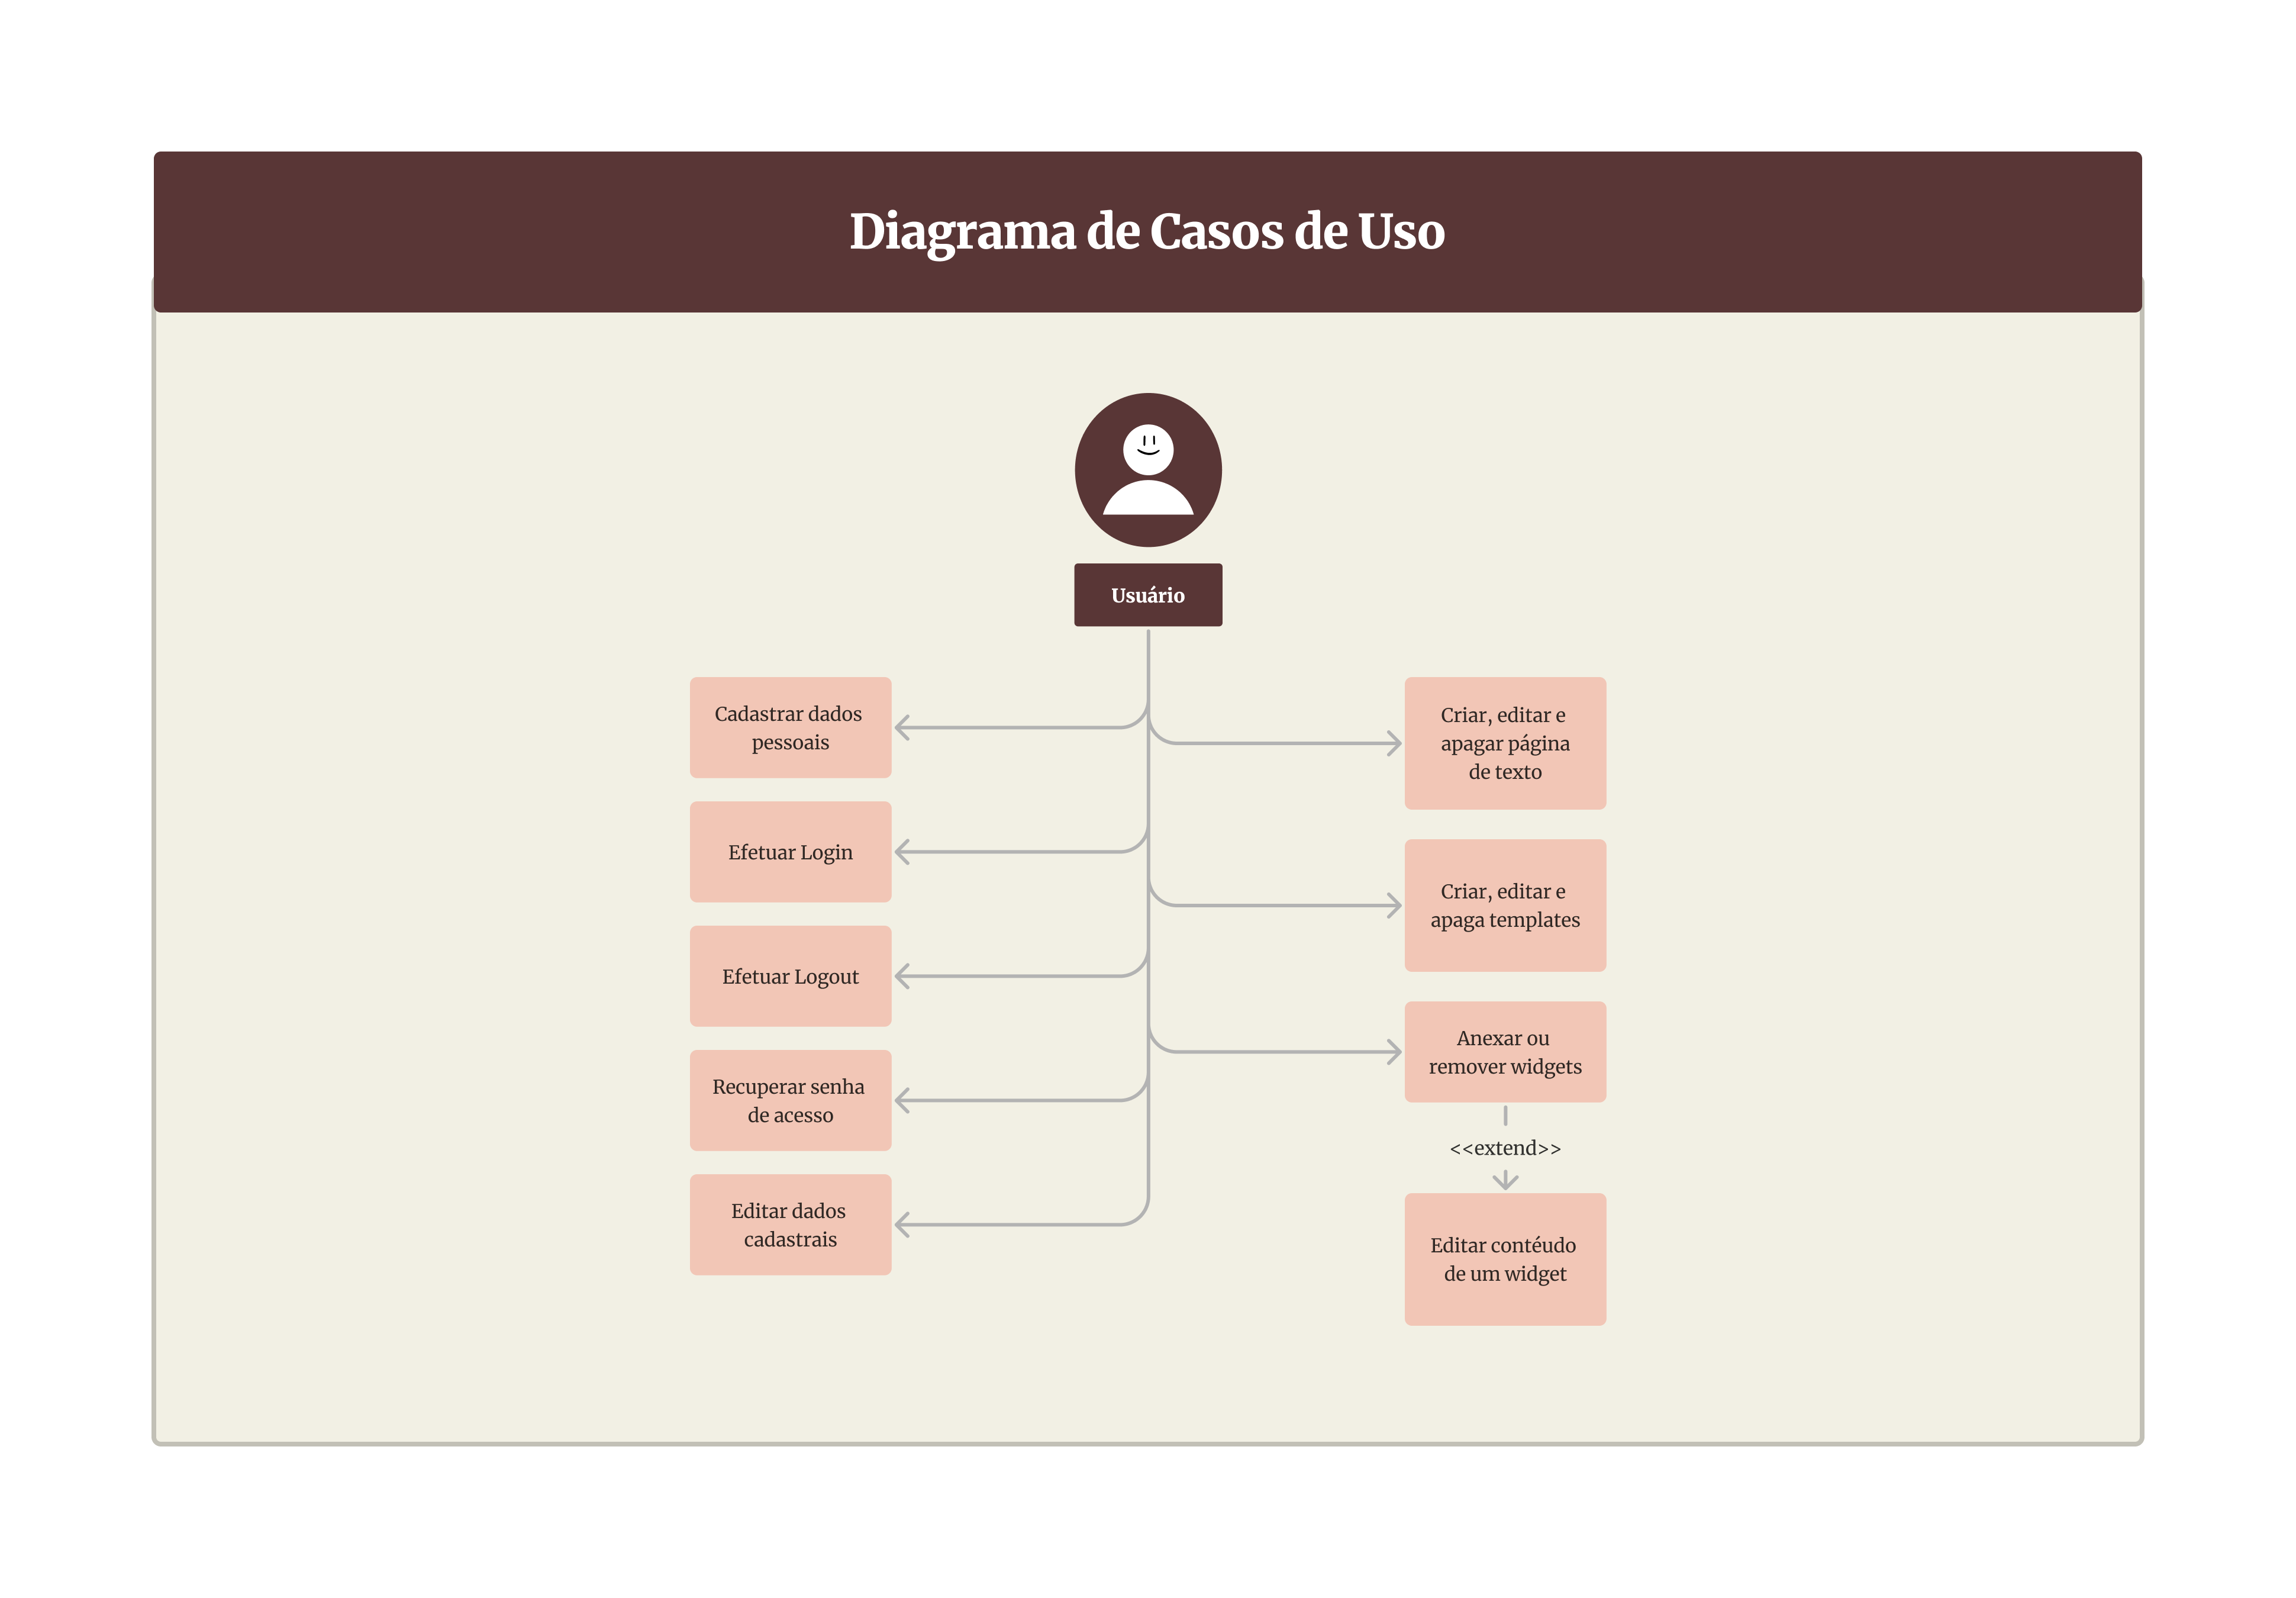 Diagrama de Casos de Uso
Usuário
Cadastrar dados
pessoais
Efetuar Login
Efetuar Logout
Recuperar senha
de acesso
Editar dados
cadastrais
Criar, editar e
apagar página
de texto
Criar, editar e
apaga templates
Anexar ou
remover widgets
<<extend>>
Editar contéudo
de um widget